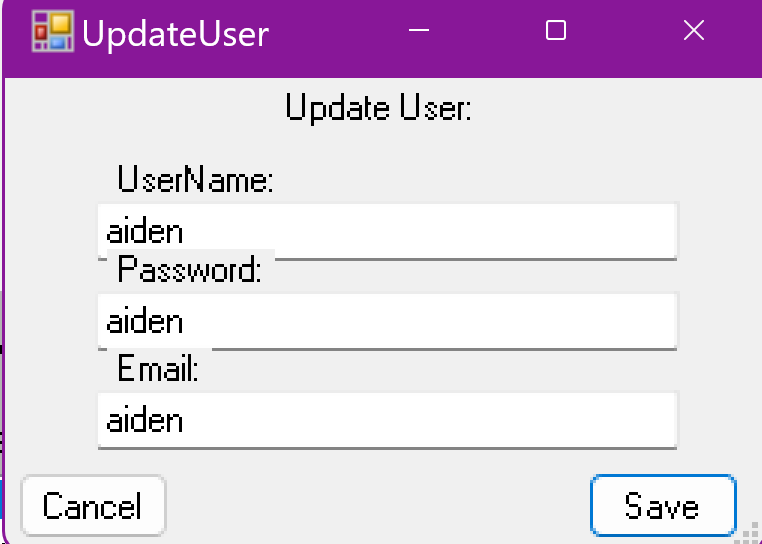 UpdateUser
Update User:
UserName:
aiden
Password:
aiden
Email:
aiden
Cancel
Save